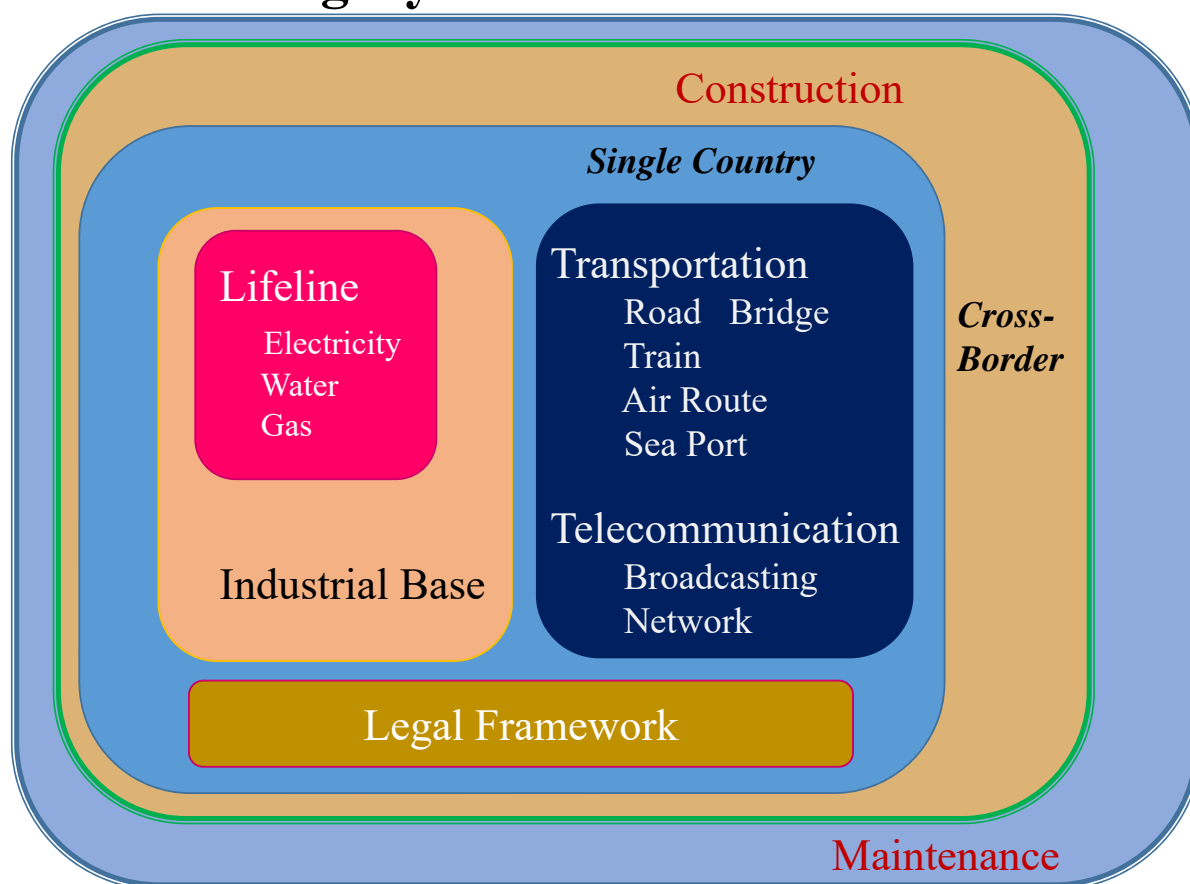 Construction
Single Country
Lifeline
Electricity
Water
Gas
Industrial Base
Transportation
Road Bridge
Train
Air Route
Sea Port
Telecommunication
Broadcasting
Network
Cross-
Border
Legal Framework
Maintenance